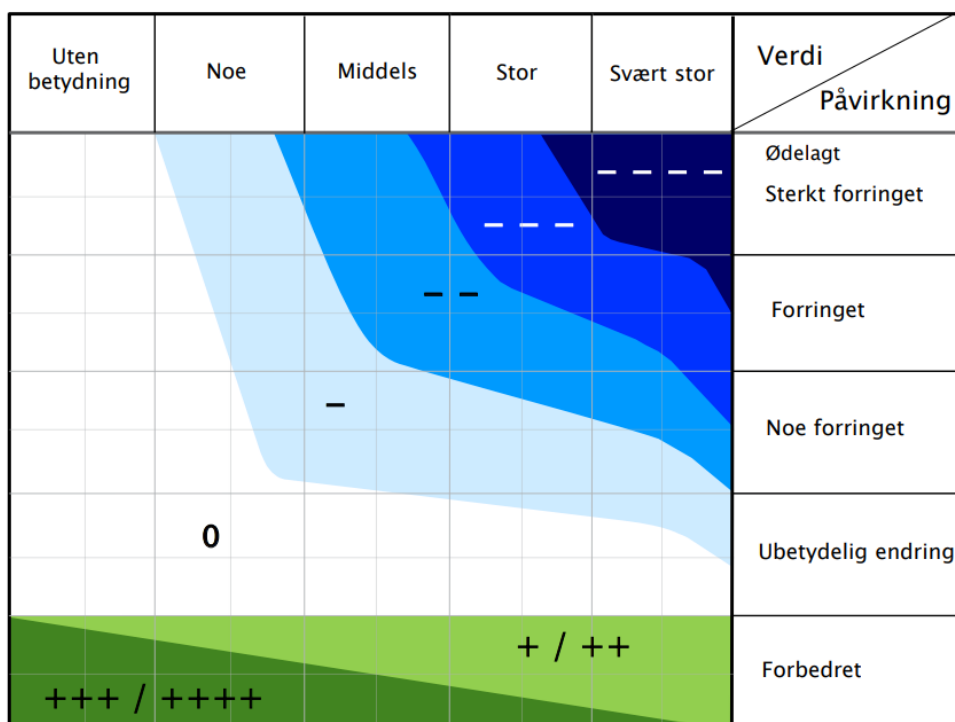 Uten
betydning
Noe
Middels
Stor
Svært stor
Verdi
Påvirkning
Ødelagt
Sterkt forringet
– – – –
– – –
– –
Forringet
–
Noe forringet
0
Ubetydelig endring
+ / ++
+++ / ++++
Forbedret